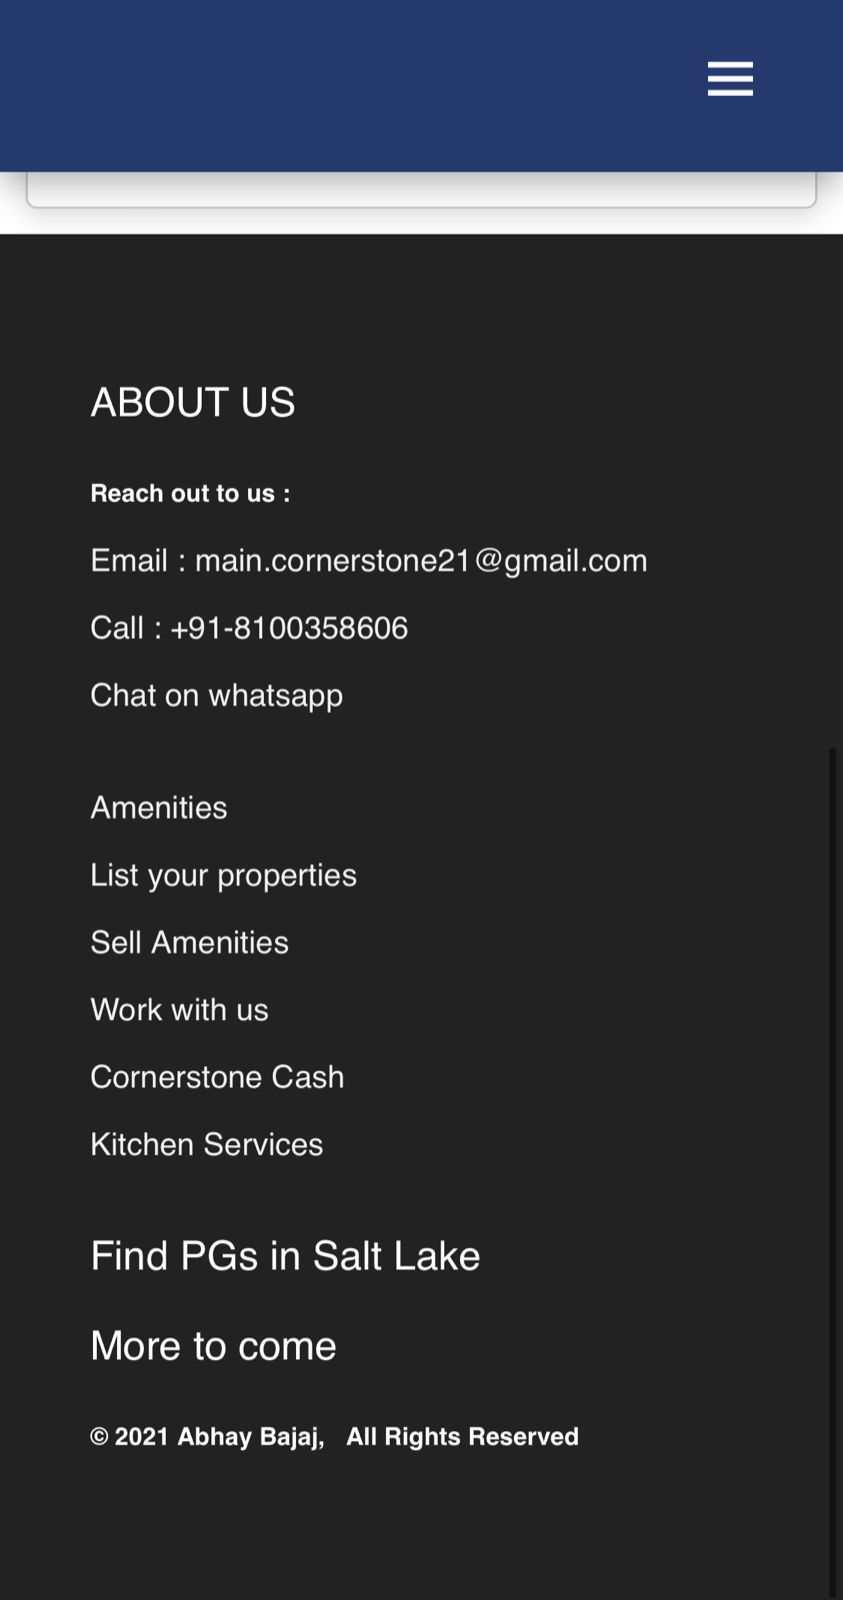 ABOUT US
Reach out to us :
Email : main.cornerstone21@gmail.com
Call : +91-8100358606
Chat on whatsapp
Amenities
List your properties
Sell Amenities
Work with us
Cornerstone Cash
Kitchen Services
Find PGs in Salt Lake
More to come
© 2021 Abhay Bajaj, All Rights Reserved